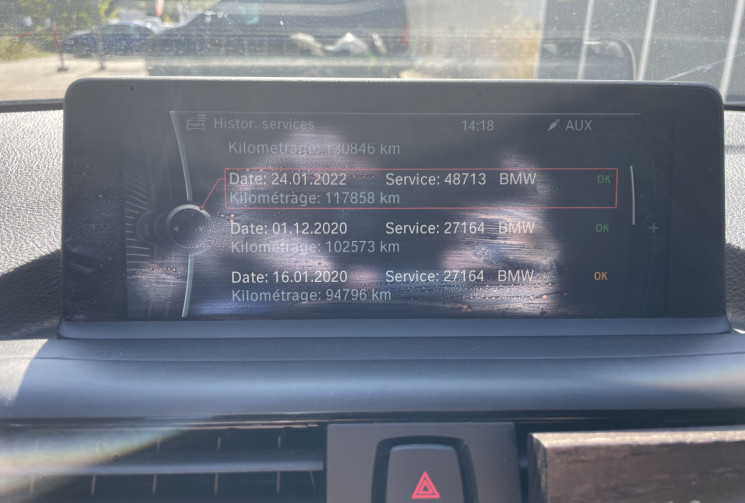 Histor. services 14:18 AUX
Kilométrage: 130846 km
Date: 24.01.2022 Service: 48713 BMW OK
Kilométrage: 117858 km
Date: 01.12.2020 Service: 27164 BMW OK
Kilométrage: 102573 km
Date: 16.01.2020 Service: 27164 BMW OK
Kilométrage: 94796 km